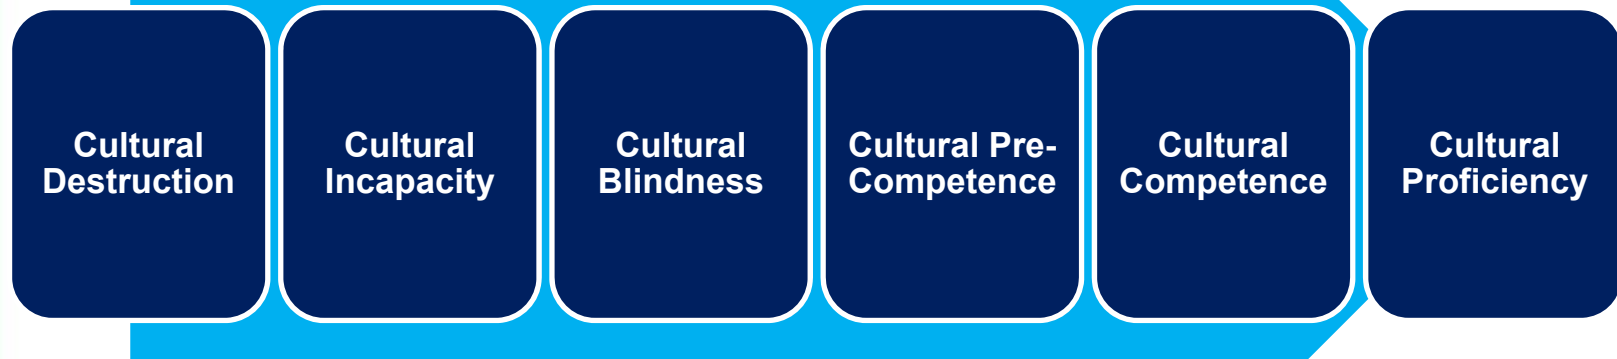 Cultural
Destruction
Cultural
Incapacity
Cultural
Blindness
Cultural Pre-
Competence
Cultural
Competence
Cultural
Proficiency